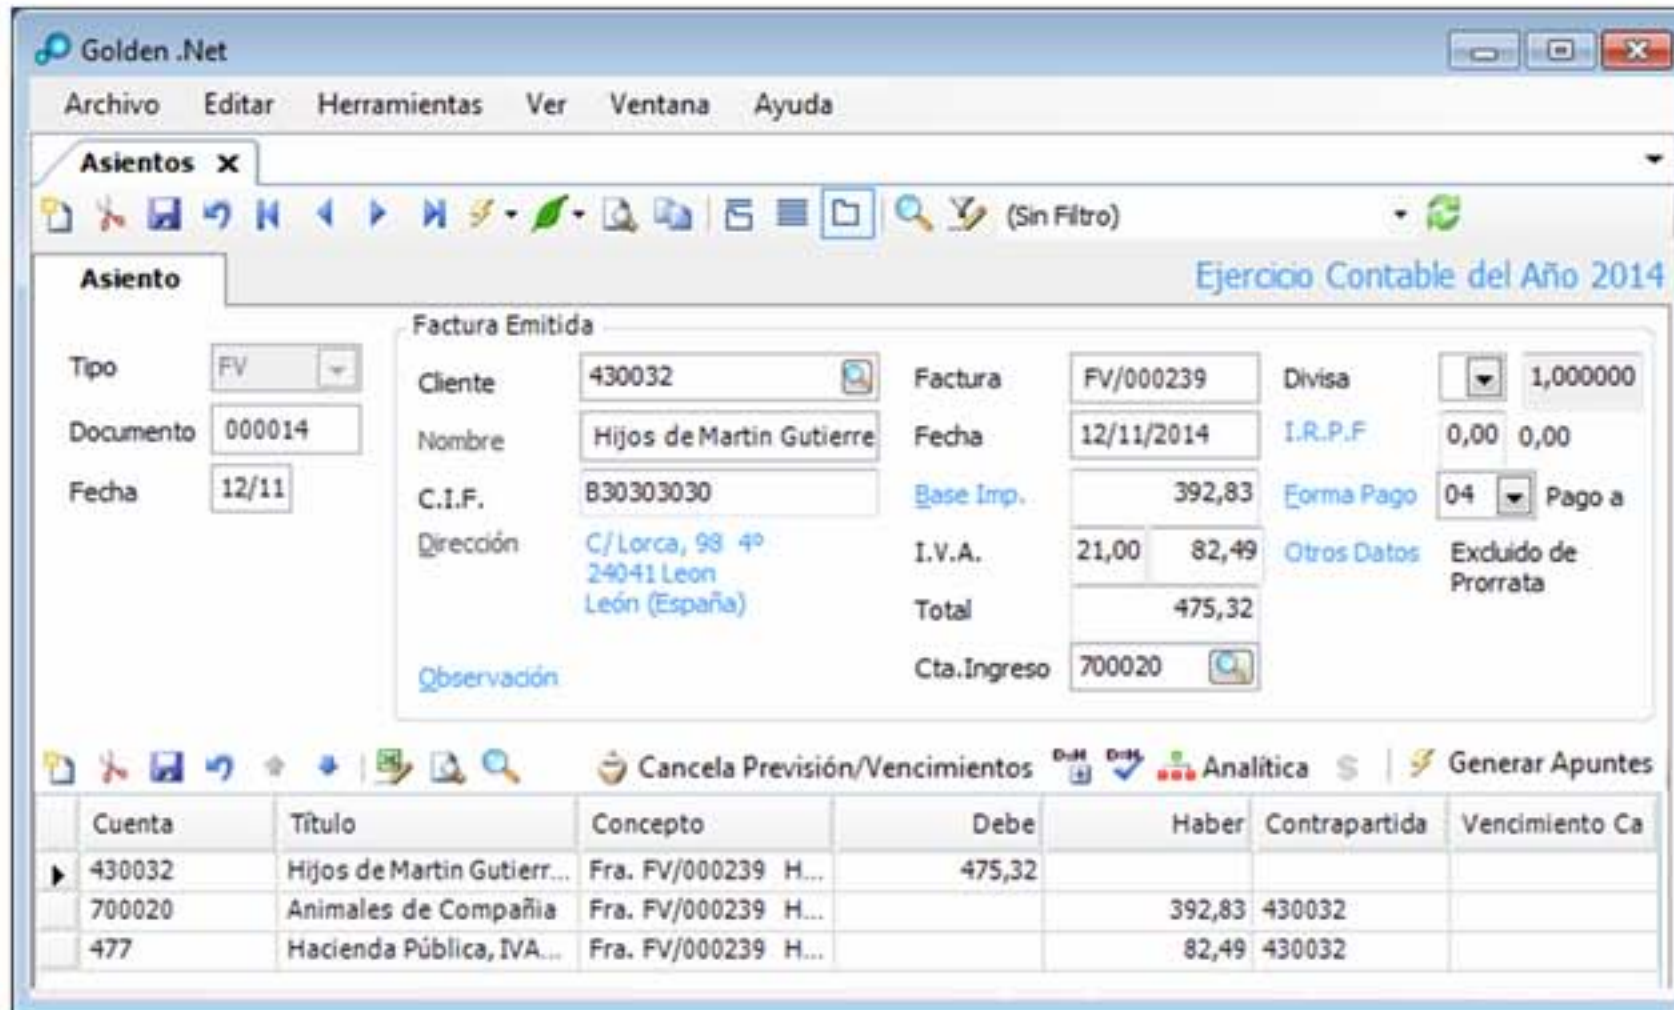 Golden .Net
Archivo Editar Herramientas Ver Ventana Ayuda
Asientos X
(Sin Filtro)
Asiento Ejercicio Contable del Año 2014
Factura Emitida
Tipo FV Cliente 430032 Factura FV/000239 Divisa 1,000000
Documento 000014 Nombre Hijos de Martin Gutierre Fecha 12/11/2014 I.R.P.F 0,00 0,00
Fecha 12/11 C.I.F. B30303030 Base Imp. 392,83 Forma Pago 04 Pago a
Dirección C/Lorca, 98 4º I.V.A. 21,00 82,49 Otros Datos Excluido de
24041 Leon Prorrata
León (España) Total 475,32
Observación Cta.Ingreso 700020
Cancela Previsión/Vencimientos D=H D=H Analítica S Generar Apuntes
Cuenta Título Concepto Debe Haber Contrapartida Vencimiento Ca
430032 Hijos de Martin Gutierr... Fra. FV/000239 H... 475,32
700020 Animales de Compañia Fra. FV/000239 H... 392,83 430032
477 Hacienda Pública, IVA... Fra. FV/000239 H... 82,49 430032